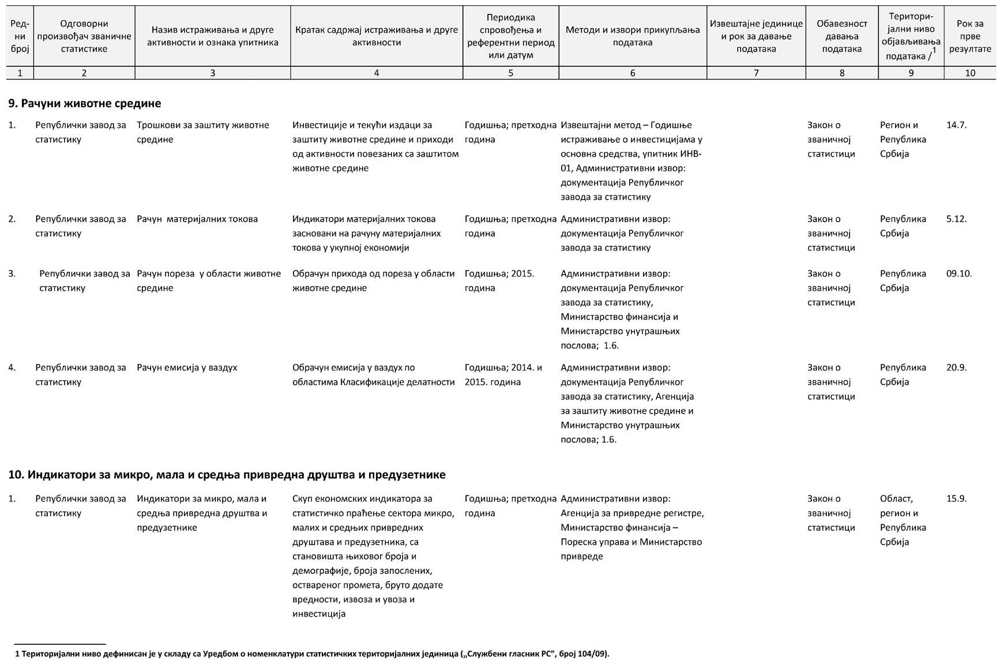 Ред-
ни
број
Одговорни
произвођач званичне
статистике
Назив истраживања и друге
активности и ознака упитника
Кратак садржај истраживања и друге
активности
Периодика
спровођења и
референтни период
или датум
Методи и извори прикупљања
података
Извештајне јединице
и рок за давање
података
Обавезност
давања
података
Територи-
јални ниво
објављивања
података /1
Рок за
прве
резултате
1 2 3 4 5 6 7 8 9 10
9. Рачуни животне средине
1.
Републички завод за
статистику
Трошкови за заштиту животне
средине
Инвестиције и текући издаци за
заштиту животне средине и приходи
од активности повезаних са заштитом
животне средине
Годишња; претходна
година
Извештајни метод – Годишње
истраживање о инвестицијама у
основна средства, упитник ИНВ-
01, Административни извор:
документација Републичког
завода за статистику
Закон о
званичној
статистици
Регион и
Република
Србија
14.7.
2.
Републички завод за
статистику
Рачун материјалних токова
Индикатори материјалних токова
засновани на рачуну материјалних
токова у укупној економији
Годишња; претходна
година
Административни извор:
документација Републичког
завода за статистику
Закон о
званичној
статистици
Република
Србија
5.12.
3.
Републички завод за
статистику
Рачун пореза у области животне
средине
Обрачун прихода од пореза у области
животне средине
Годишња; 2015.
година
Административни извор:
документација Републичког
завода за статистику,
Министарство финансија и
Министарство унутрашњих
послова; 1.6.
Закон о
званичној
статистици
Република
Србија
09.10.
4.
Републички завод за
статистику
Рачун емисија у ваздух
Обрачун емисија у ваздух по
областима Класификације делатности
Годишња; 2014. и
2015. година
Административни извор:
документација Републичког
завода за статистику, Агенција
за заштиту животне средине и
Министарство унутрашњих
послова; 1.6.
Закон о
званичној
статистици
Република
Србија
20.9.
10. Индикатори за микро, мала и средња привредна друштва и предузетнике
1.
Републички завод за
статистику
Индикатори за микро, мала и
средња привредна друштва и
предузетнике
Скуп економских индикатора за
статистичко праћење сектора микро,
малих и средњих привредних
друштава и предузетника, са
становишта њиховог броја и
демографије, броја запослених,
оствареног промета, бруто додате
вредности, извоза и увоза и
инвестиција
Годишња; претходна
година
Административни извор:
Агенција за привредне регистре,
Министарство финансија –
Пореска управа и Министарство
привреде
Закон о
званичној
статистици
Област,
регион и
Република
Србија
15.9.
1 Територијални ниво дефинисан је у складу са Уредбом о номенклатури статистичких територијалних јединица („Службени гласник РС”, број 104/09).